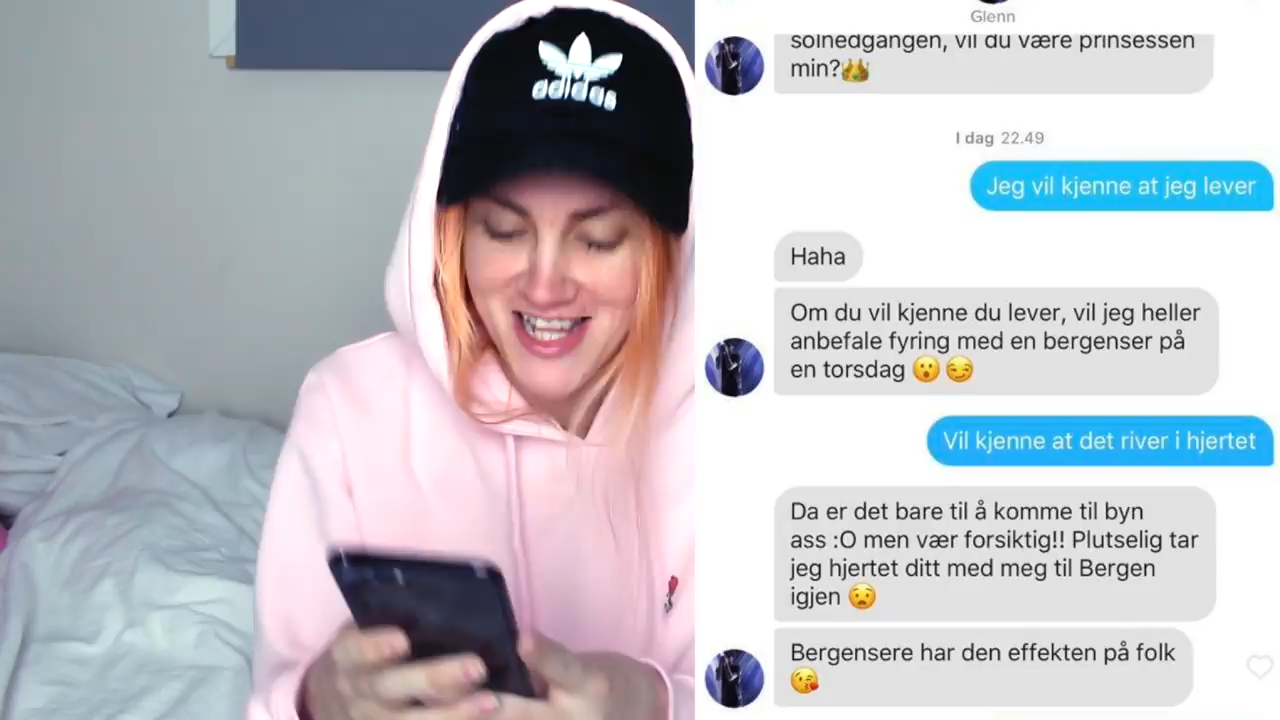 adidas
Glenn
solnedgangen, vil du være prinsessen
min?👑
I dag 22.49
Jeg vil kjenne at jeg lever
Haha
Om du vil kjenne du lever, vil jeg heller
anbefale fyring med en bergenser på
en torsdag 😮 😏
Vil kjenne at det river i hjertet
Da er det bare til å komme til byn
ass :O men vær forsiktig!! Plutselig tar
jeg hjertet ditt med meg til Bergen
igjen 😧
Bergensere har den effekten på folk
😘